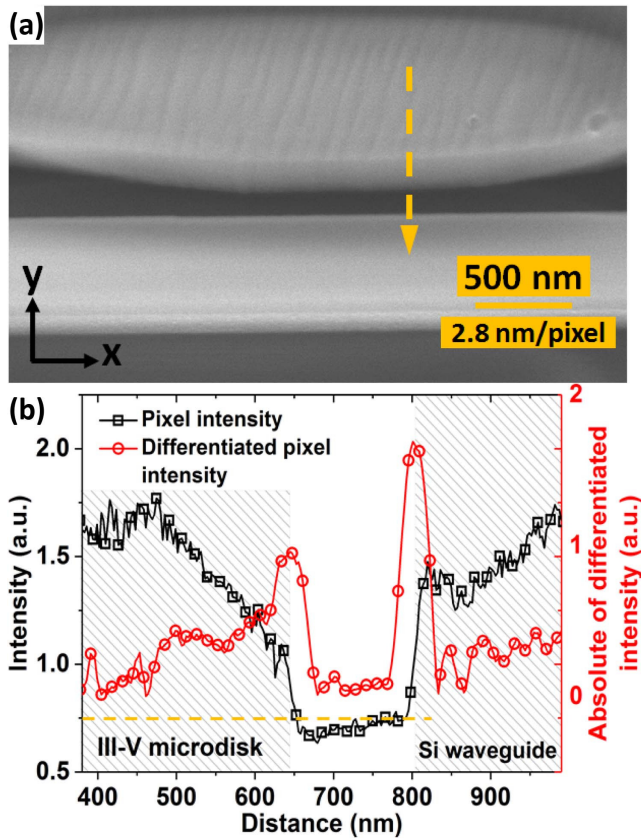 (a)
y
x
500 nm
2.8 nm/pixel
(b)
Pixel intensity
Differentiated pixel
intensity
2.0
1.5
1.0
0.5
Intensity (a.u.)
2
1
0
Absolute of differentiated
intensity (a.u.)
III-V microdisk
Si waveguide
400 500 600 700 800 900
Distance (nm)